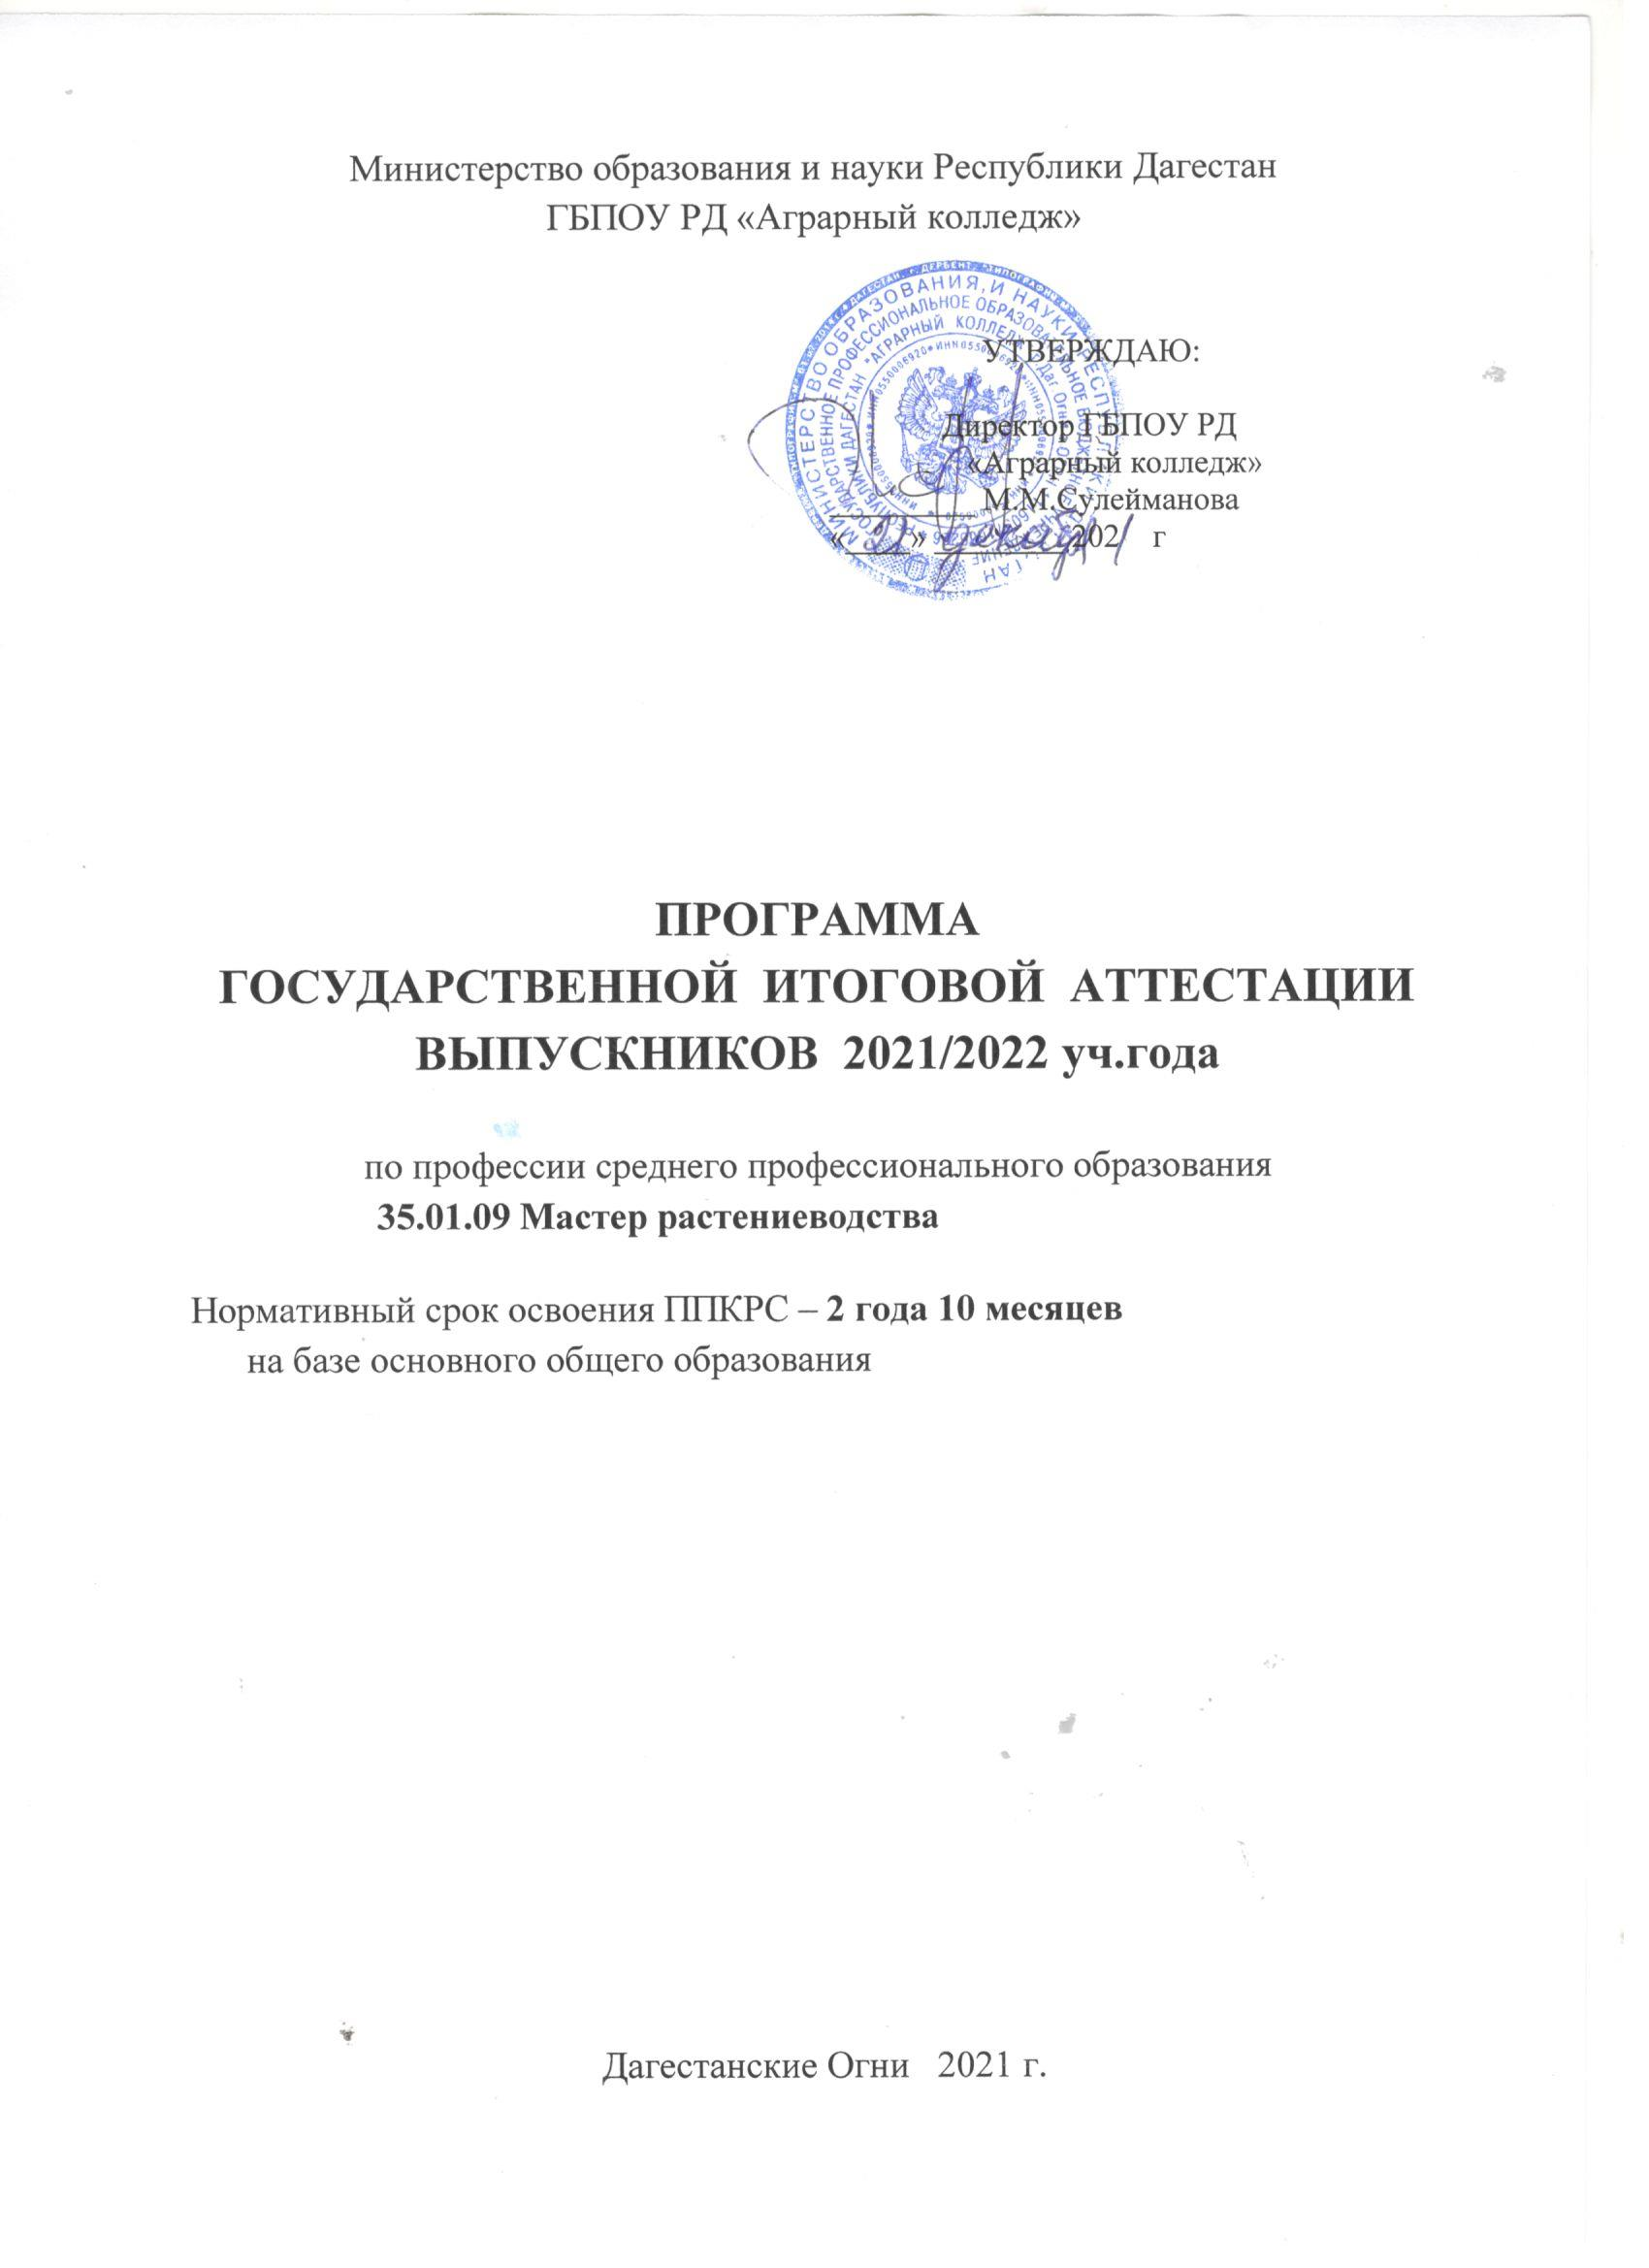 Министерство образования и науки Республики Дагестан
ГБПОУ РД «Аграрный колледж»
УТВЕРЖДАЮ:
Директор ГБПОУ РД
«Аграрный колледж»
М.М.Сулейманова
«    » декабря 2021 г
ПРОГРАММА
ГОСУДАРСТВЕННОЙ ИТОГОВОЙ АТТЕСТАЦИИ
ВЫПУСКНИКОВ 2021/2022 уч.года
по профессии среднего профессионального образования
35.01.09 Мастер растениеводства
Нормативный срок освоения ППКРС – 2 года 10 месяцев
на базе основного общего образования
Дагестанские Огни 2021 г.